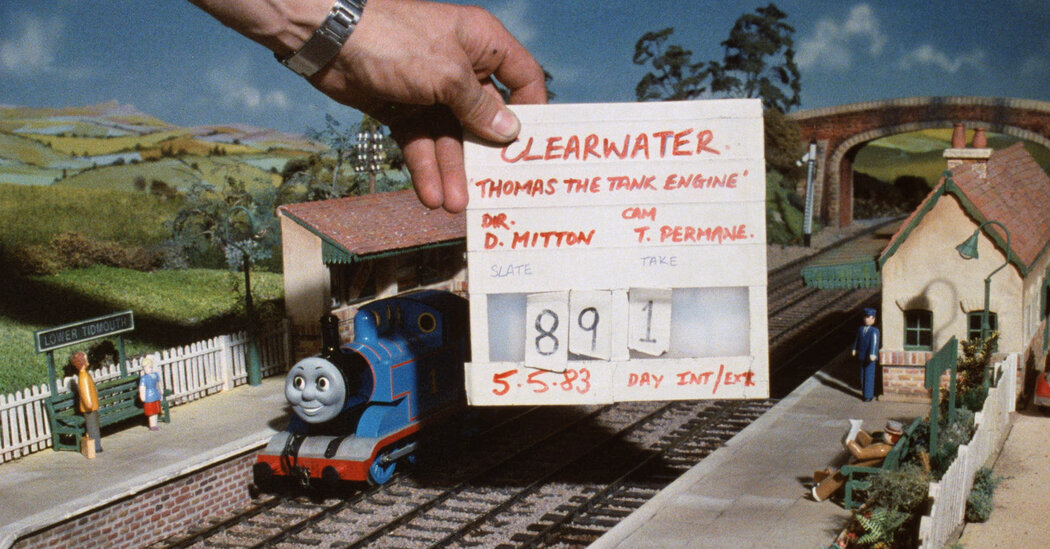 CLEARWATER.
'THOMAS THE TANK ENGINE'
DIR. CAM
D. MITTON T. PERMANE.
SLATE TAKE
89 1
5.5.83 DAY INT/EXT.
LOWER TIDMOUTH